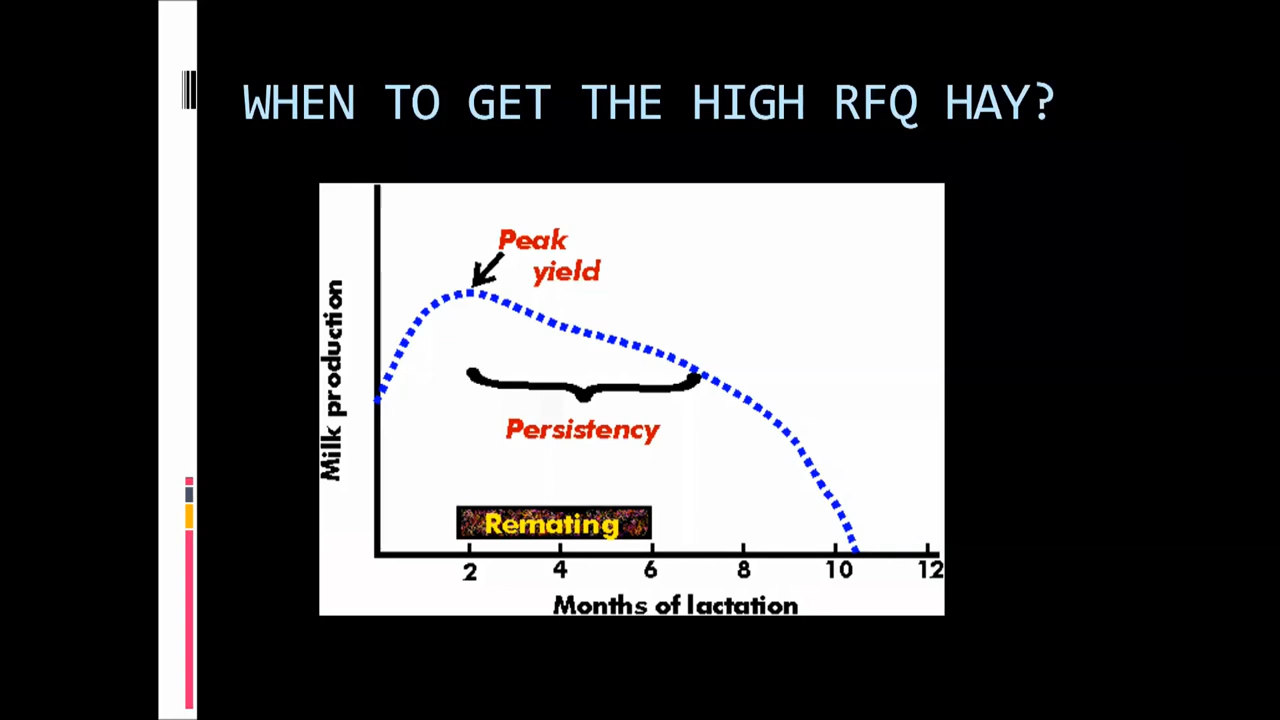 WHEN TO GET THE HIGH RFQ HAY?
Peak
yield
Milk production
Persistency
Remating
2 4 6 8 10 12
Months of lactation